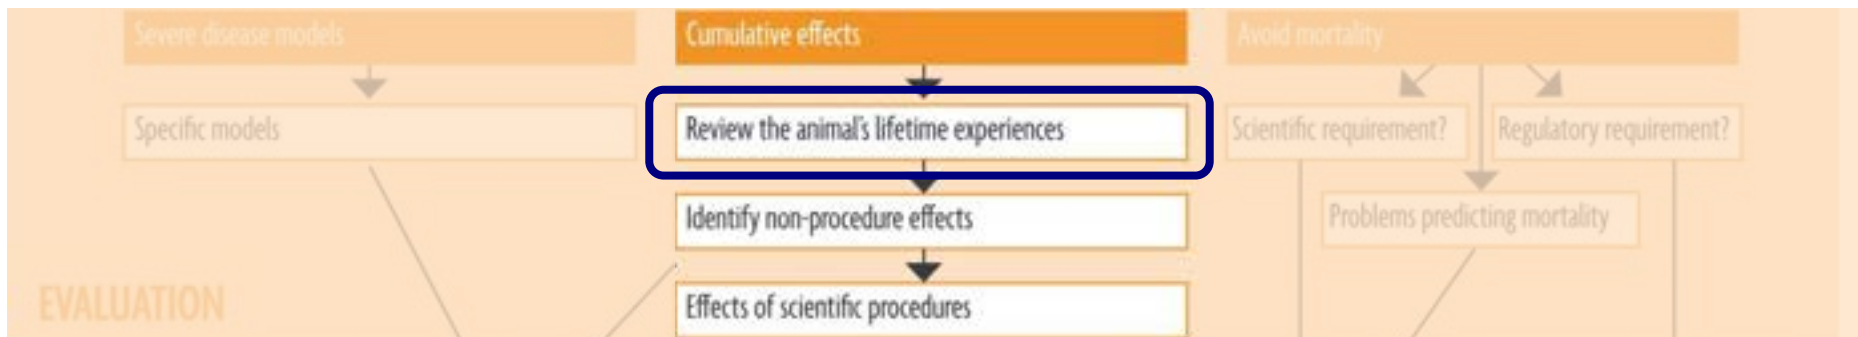 Severe disease models
Cumulative effects
Avoid mortality
Specific models
Review the animal's lifetime experiences
Scientific requirement?
Regulatory requirement?
Identify non-procedure effects
Problems predicting mortality
EVALUATION
Effects of scientific procedures